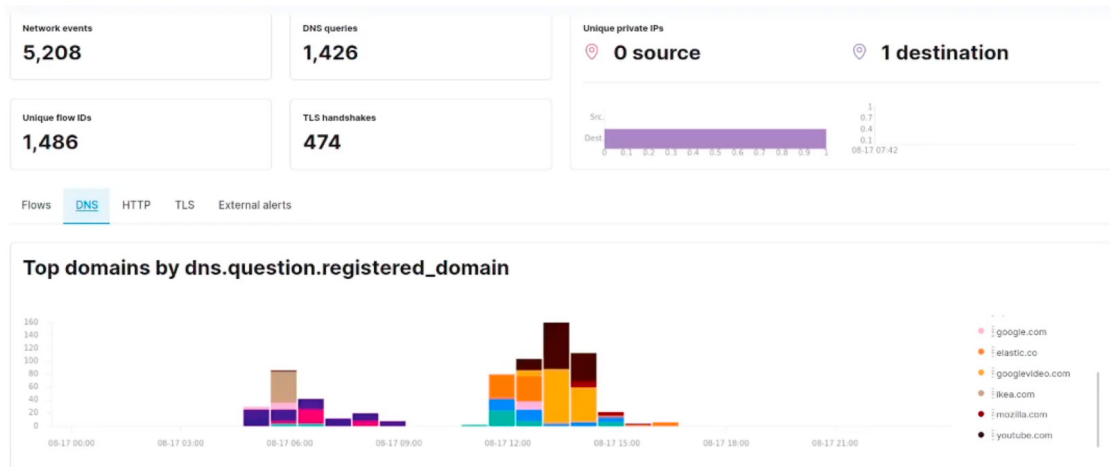 Network events
5,208
DNS queries
1,426
Unique private IPs
0 source
1 destination
Unique flow IDs
1,486
TLS handshakes
474
Src.
Dest.
0 0.1 0.2 0.3 0.4 0.5 0.6 0.7 0.8 0.9 1
1
0.7
0.4
0.1
08-17 07:42
Flows DNS HTTP TLS External alerts
Top domains by dns.question.registered_domain
160
140
120
100
80
60
40
20
0
08-17 00:00 08-17 03:00 08-17 06:00 08-17 09:00 08-17 12:00 08-17 15:00 08-17 18:00 08-17 21:00
google.com
elastic.co
googlevideo.com
ikea.com
mozilla.com
youtube.com